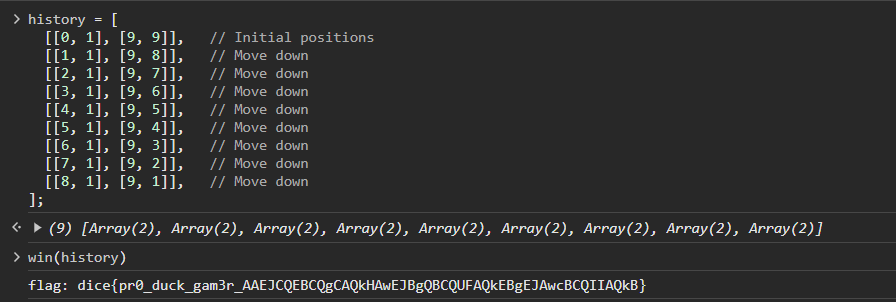 > history = [
[[0, 1], [9, 9]], // Initial positions
[[1, 1], [9, 8]], // Move down
[[2, 1], [9, 7]], // Move down
[[3, 1], [9, 6]], // Move down
[[4, 1], [9, 5]], // Move down
[[5, 1], [9, 4]], // Move down
[[6, 1], [9, 3]], // Move down
[[7, 1], [9, 2]], // Move down
[[8, 1], [9, 1]], // Move down
];
(9) [Array(2), Array(2), Array(2), Array(2), Array(2), Array(2), Array(2), Array(2), Array(2)]
> win(history)
flag: dice{pr0_duck_gam3r_AAEJCQEBCQgCAQkHAwEJBgQBCQUFAQkEBgEJAwcBCQIIAQkB}